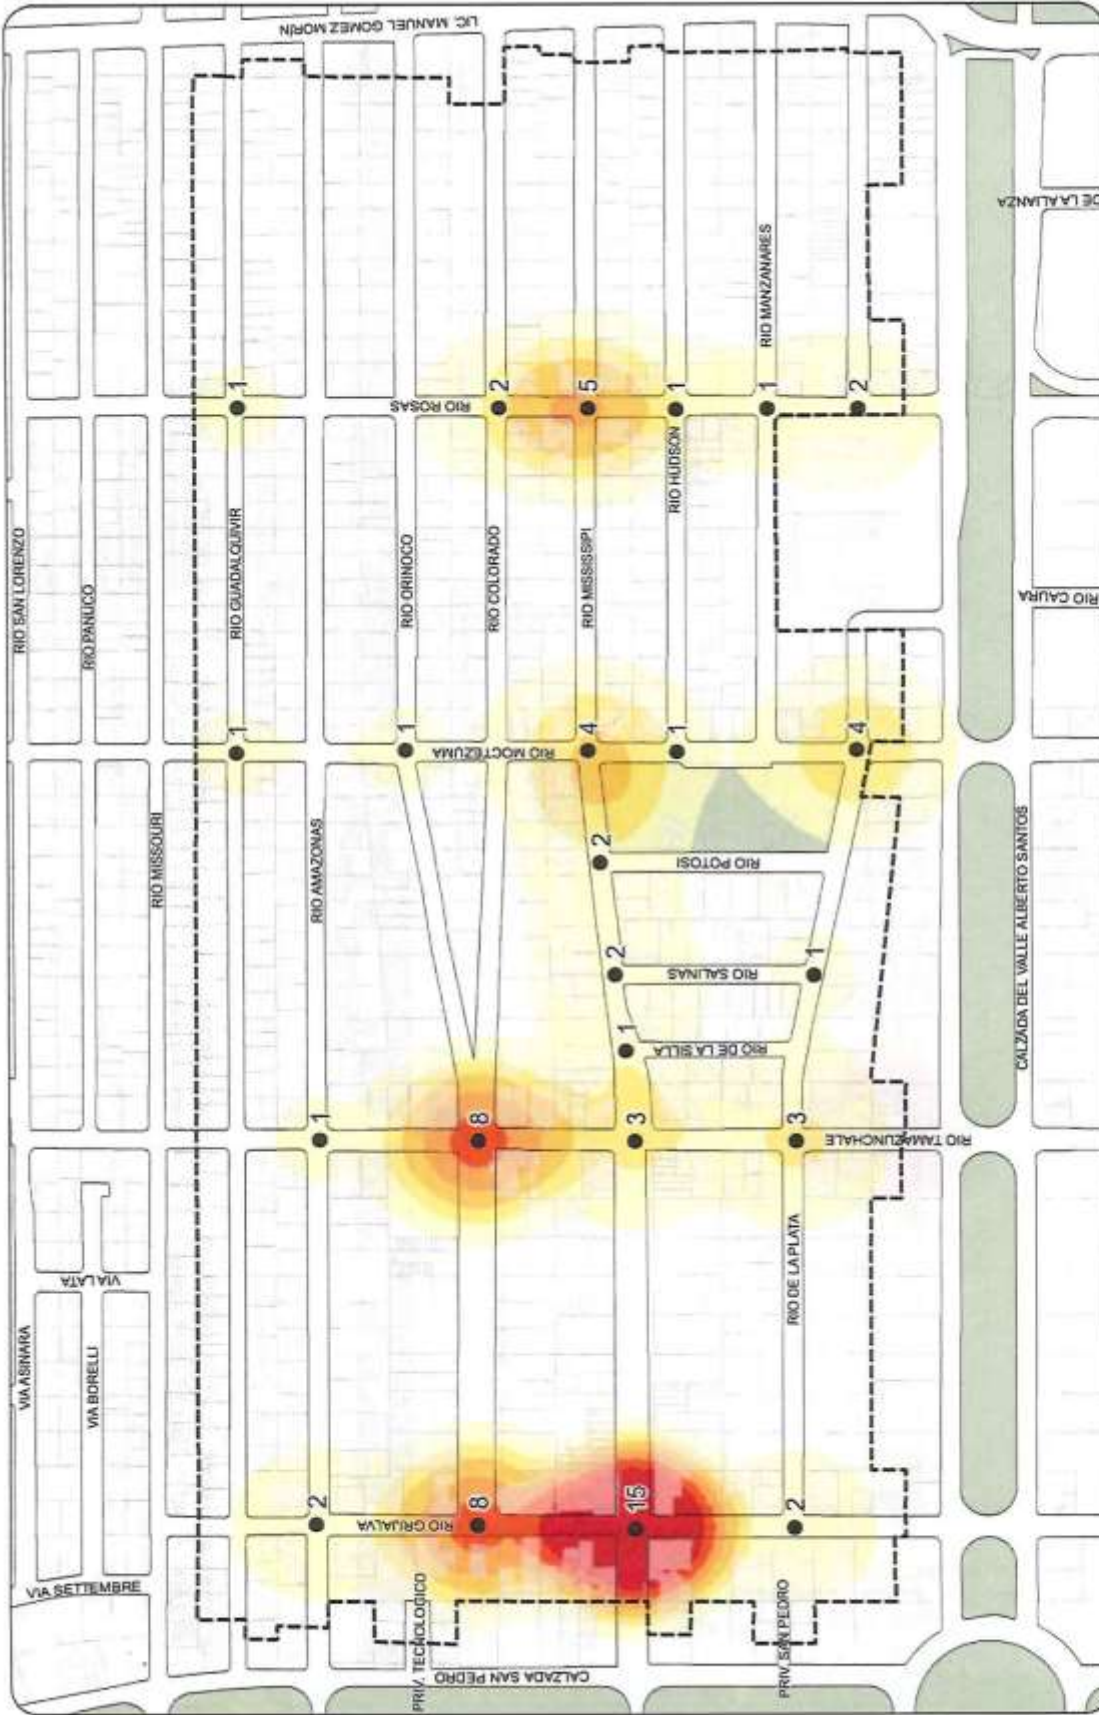 LIC. MANUEL GOMEZ MORÍN
DE LA ALIANZA
RIO MANZANARES
1
RIO ROSAS
2
5
1
1
2
RIO HUDSON
RIO SAN LORENZO
RIO PANUCO
RIO GUADALQUIVIR
RIO ORINOCO
RIO COLORADO
RIO MISSISSIPI
RIO CAURA
1
1
RIO MOCTEZUMA
4
1
4
RIO MISSOURI
RIO AMAZONAS
2
RIO POTOSI
CALZADA DEL VALLE ALBERTO SANTOS
2
RIO SALINAS
1
1
RIO DE LA SILLA
1
8
3
3
RIO TAMAZUNCHALE
VIA LATA
RIO DE LA PLATA
VIA ASINARA
VIA BORELLI
2
RIO GRIJALVA
8
15
2
VIA SETTEMBRE
PRIV. TECNOLOGICO
CALZADA SAN PEDRO
PRIV. SAN PEDRO